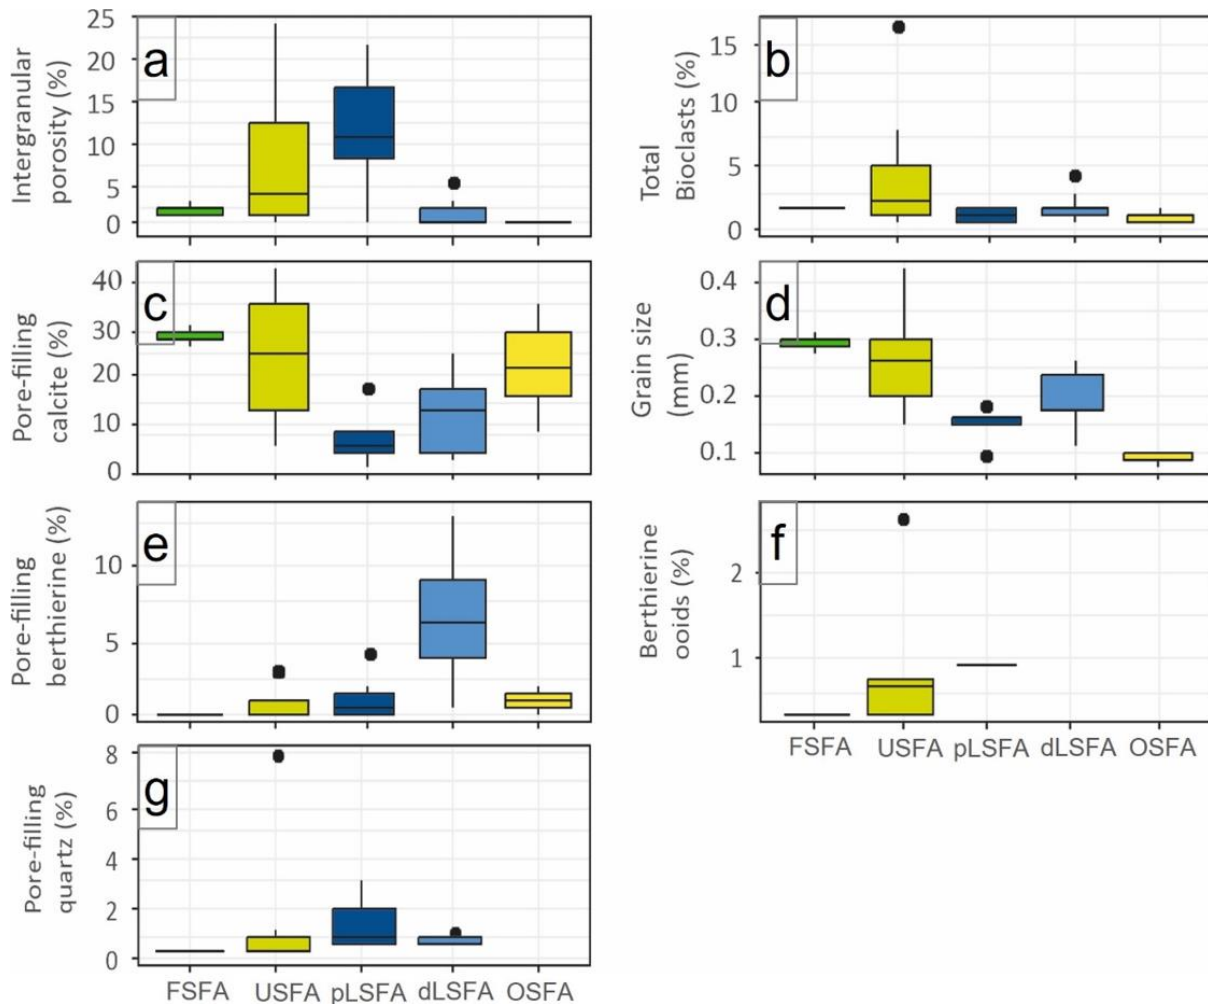 Intergranular
porosity (%)
25
20
15
10
5
0
a
Total
Bioclasts (%)
15
10
5
0
b
Pore-filling
calcite (%)
40
30
20
10
0
c
Grain size
(mm)
0.4
0.3
0.2
0.1
d
Pore-filling
berthierine (%)
10
5
0
e
Berthierine
ooids (%)
2
1
f
FSFA USFA pLSFA dLSFA OSFA
Pore-filling
quartz (%)
8
6
4
2
0
g
FSFA USFA pLSFA dLSFA OSFA